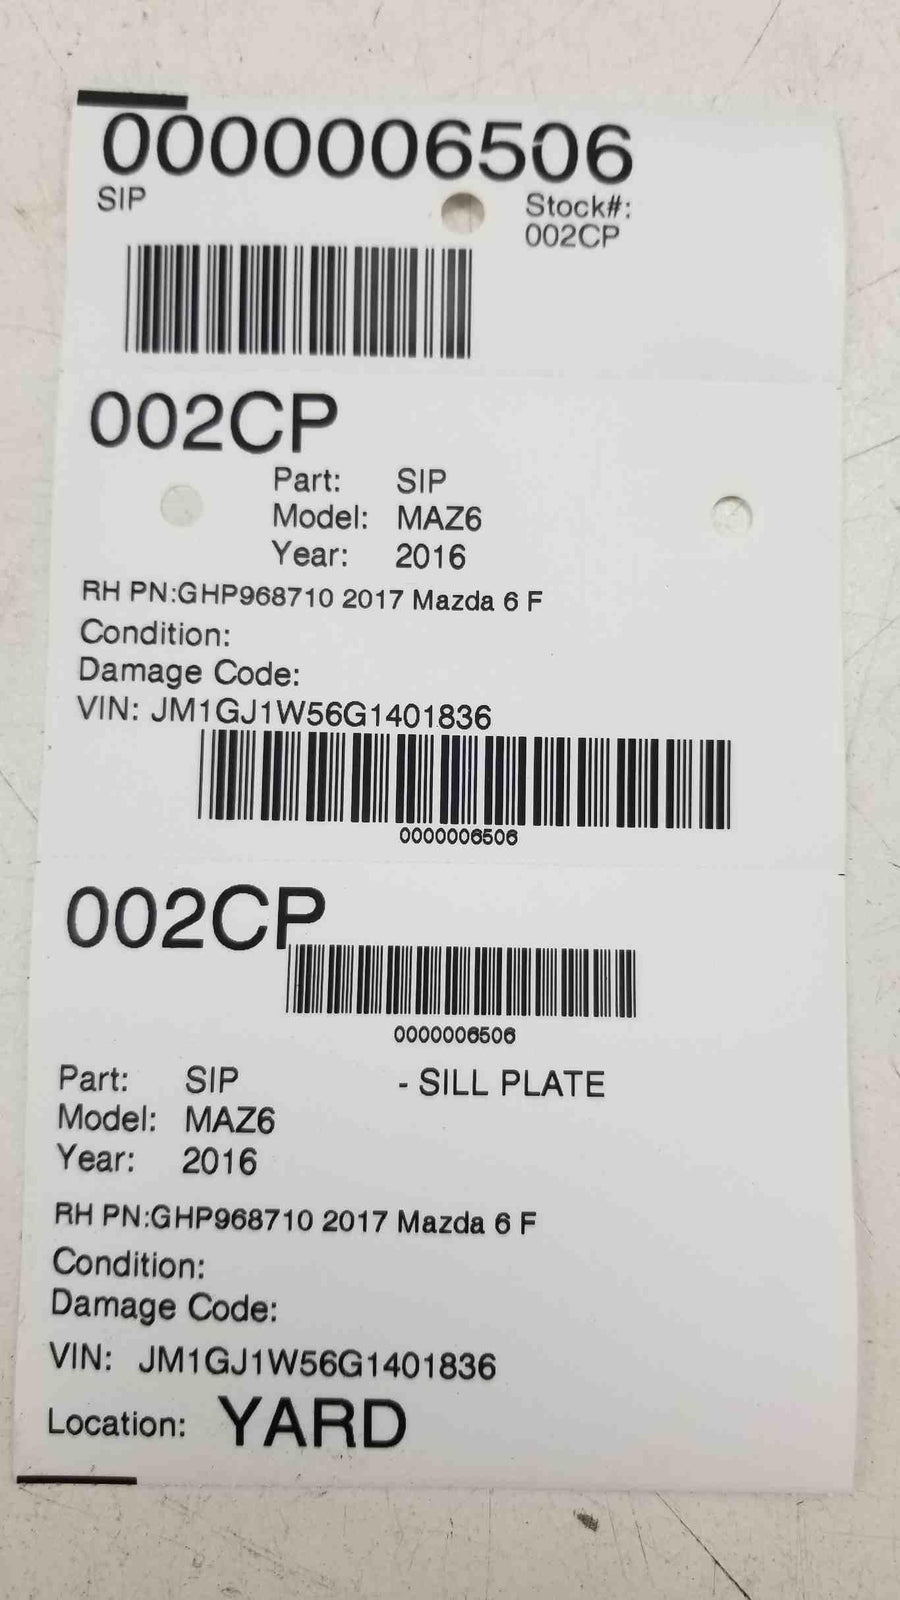 0000006506
SIP
Stock#:
002CP
002CP
Part: SIP
Model: MAZ6
Year: 2016
RH PN:GHP968710 2017 Mazda 6 F
Condition:
Damage Code:
VIN: JM1GJ1W56G1401836
0000006506
002CP
0000006506
Part: SIP - SILL PLATE
Model: MAZ6
Year: 2016
RH PN:GHP968710 2017 Mazda 6 F
Condition:
Damage Code:
VIN: JM1GJ1W56G1401836
Location: YARD